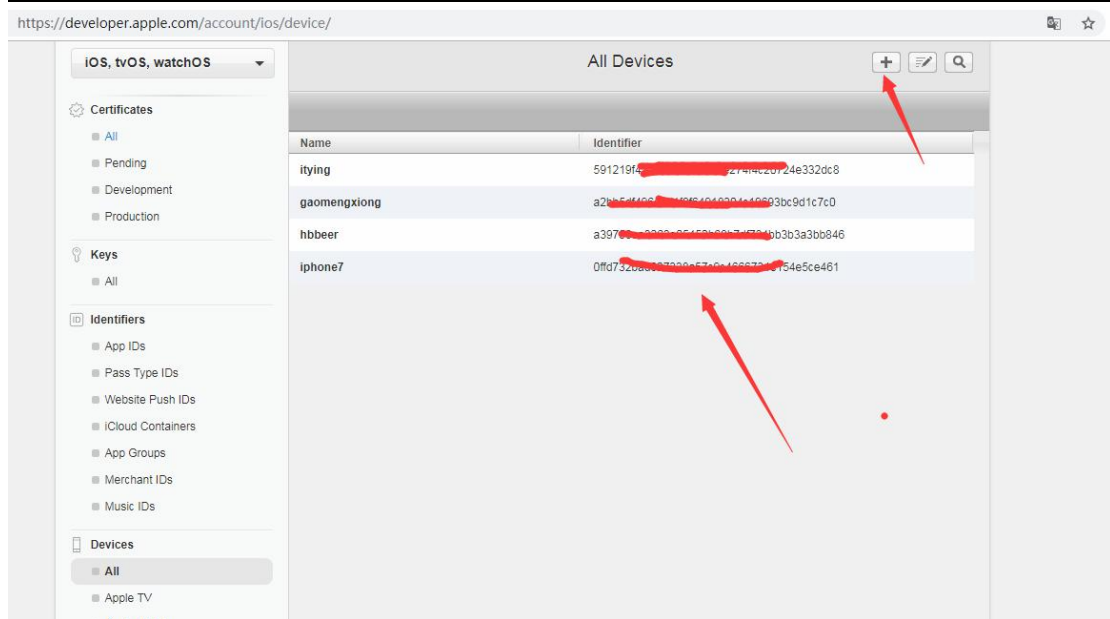 https://developer.apple.com/account/ios/device/
iOS, tvOS, watchOS
All Devices
Certificates
All
Pending
Development
Production
Keys
All
Identifiers
App IDs
Pass Type IDs
Website Push IDs
iCloud Containers
App Groups
Merchant IDs
Music IDs
Devices
All
Apple TV
Name Identifier
itying
gaomengxiong
hbbeer
iphone7